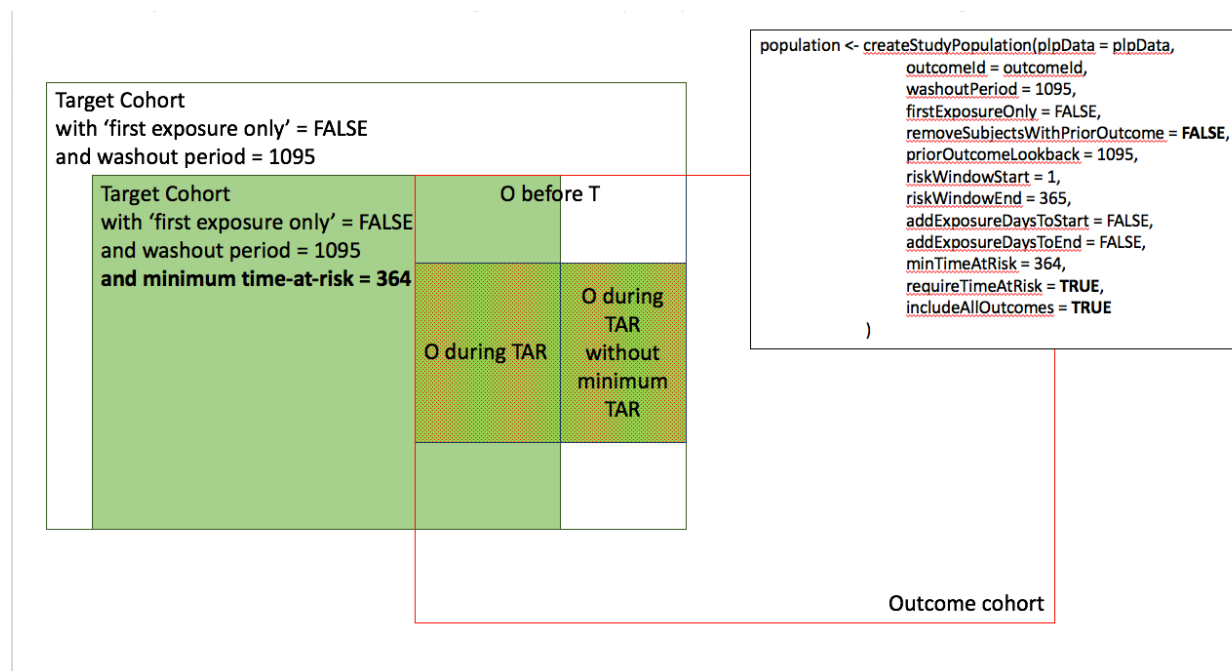 population <- createStudyPopulation(plpData = plpData,
outcomeId = outcomeId,
washoutPeriod = 1095,
firstExposureOnly = FALSE,
removeSubjectsWithPriorOutcome = FALSE,
priorOutcomeLookback = 1095,
riskWindowStart = 1,
riskWindowEnd = 365,
addExposureDaysToStart = FALSE,
addExposureDaysToEnd = FALSE,
minTimeAtRisk = 364,
requireTimeAtRisk = TRUE,
includeAllOutcomes = TRUE
)
Target Cohort
with ‘first exposure only’ = FALSE
and washout period = 1095
Target Cohort
with ‘first exposure only’ = FALSE
and washout period = 1095
and minimum time-at-risk = 364
O before T
O during TAR
O during
TAR
without
minimum
TAR
Outcome cohort